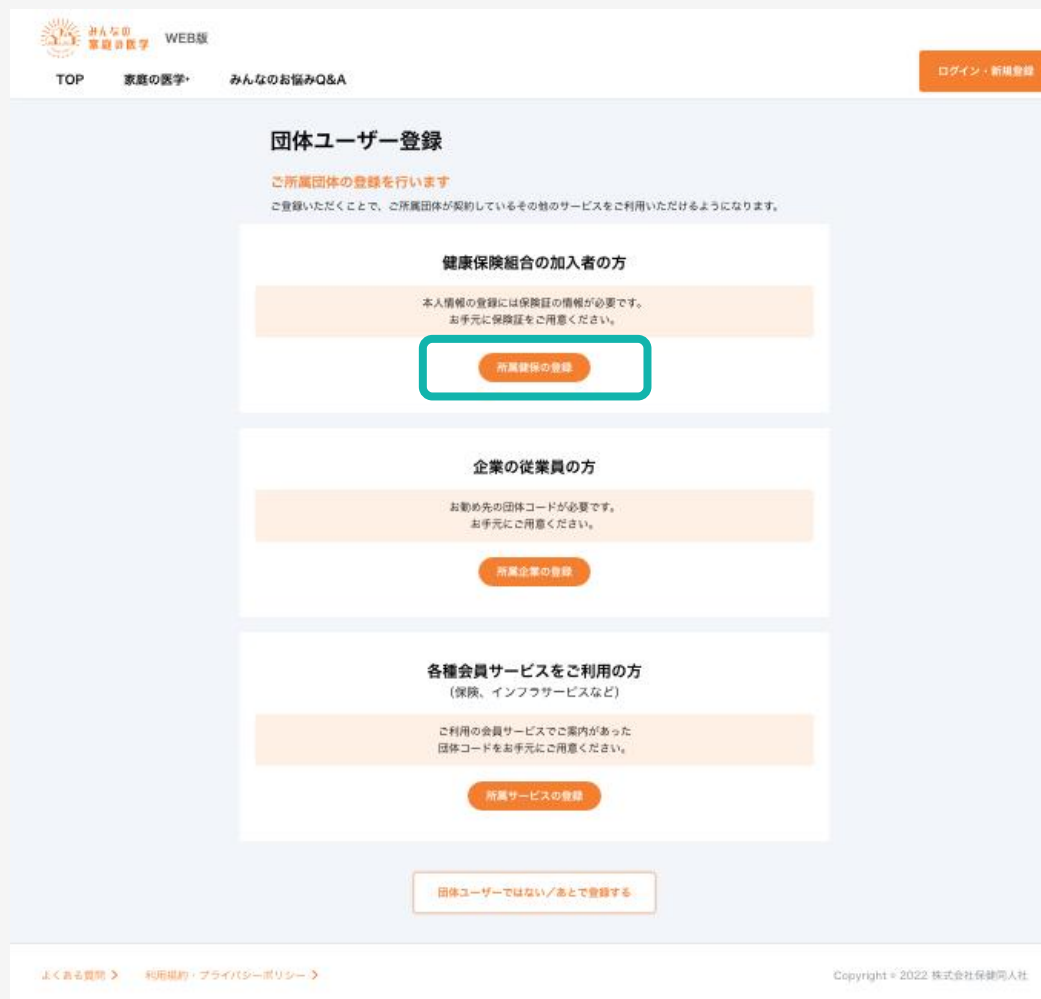 みんなの
家庭の医学 WEB版
TOP 家庭の医学+ みんなのお悩みQ&A
ログイン・新規登録
団体ユーザー登録
ご所属団体の登録を行います
ご登録いただくことで、ご所属団体が契約しているその他のサービスをご利用いただけるようになります。
健康保険組合の加入者の方
本人情報の登録には保険証の情報が必要です。
お手元に保険証をご用意ください。
所属健保の登録
企業の従業員の方
お勤め先の団体コードが必要です。
お手元にご用意ください。
所属企業の登録
各種会員サービスをご利用の方
(保険、インフラサービスなど)
ご利用の会員サービスでご案内があった
団体コードをお手元にご用意ください。
所属サービスの登録
団体ユーザーではない/あとで登録する
よくある質問 利用規約・プライバシーポリシー
Copyright © 2022 株式会社保健同人社